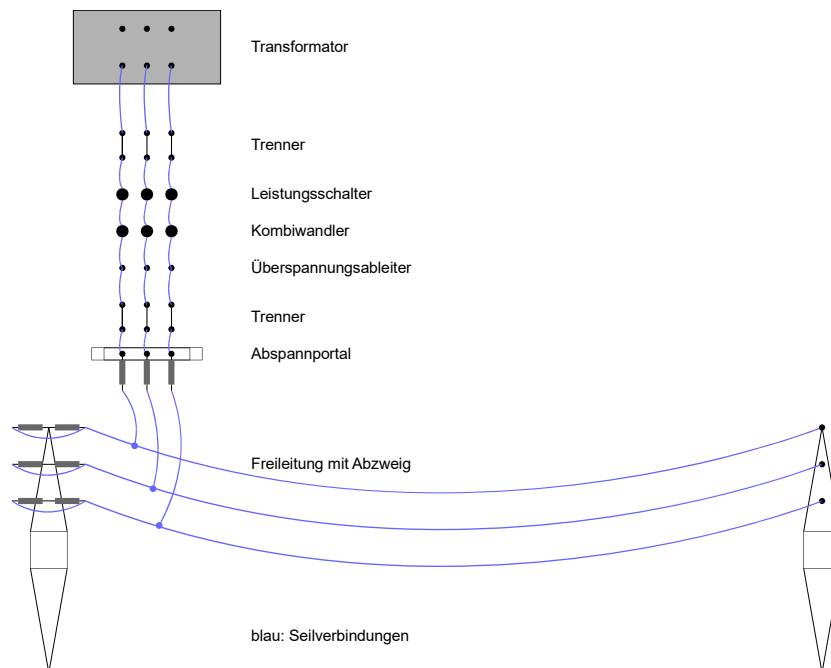 Transformator
Trenner
Leistungsschalter
Kombiwandler
Überspannungsableiter
Trenner
Abspannportal
Freileitung mit Abzweig
blau: Seilverbindungen